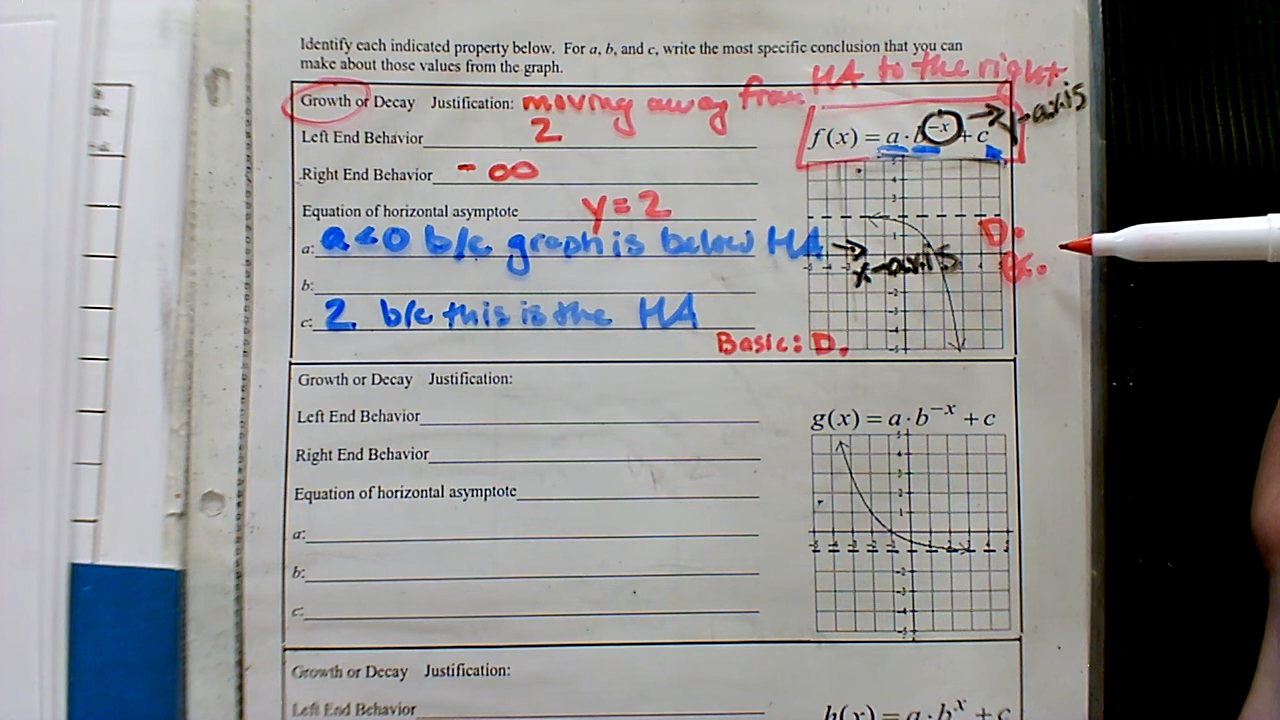 Identify each indicated property below. For a, b, and c, write the most specific conclusion that you can
make about those values from the graph.
HA to the right
Growth or Decay Justification: moving away from
y-axis
Left End Behavior 2
f(x) = a · b^-x + c
Right End Behavior -∞
Equation of horizontal asymptote y=2
a: a<0 b/c graph is below HA
D.
x-axis
b:
c: 2 b/c this is the HA
Basic: D.
Growth or Decay Justification:
Left End Behavior
g(x) = a · b^-x + c
Right End Behavior
Equation of horizontal asymptote
a:
b:
c:
Growth or Decay Justification:
Left End Behavior
h(x) = a · b^x + c